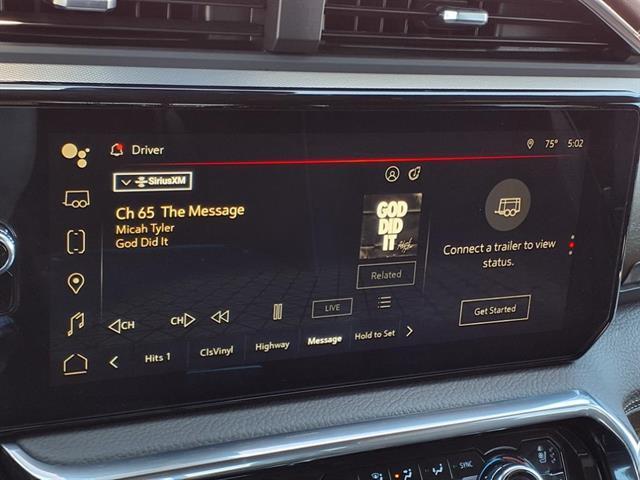 Driver
75° 5:02
SiriusXM
Ch 65 The Message
Micah Tyler
God Did It
GOD
DID
IT
Related
Connect a trailer to view
status.
Get Started
CH
CH
LIVE
Hits 1
ClsVinyl
Highway
Message
Hold to Set
SYNC